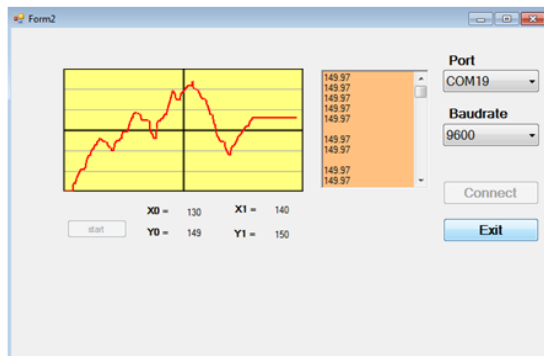 Form2
149.97
149.97
149.97
149.97
149.97
149.97
149.97
149.97
149.97
Port
COM19
Baudrate
9600
Connect
Exit
start
X0 = 130 X1 = 140
Y0 = 149 Y1 = 150